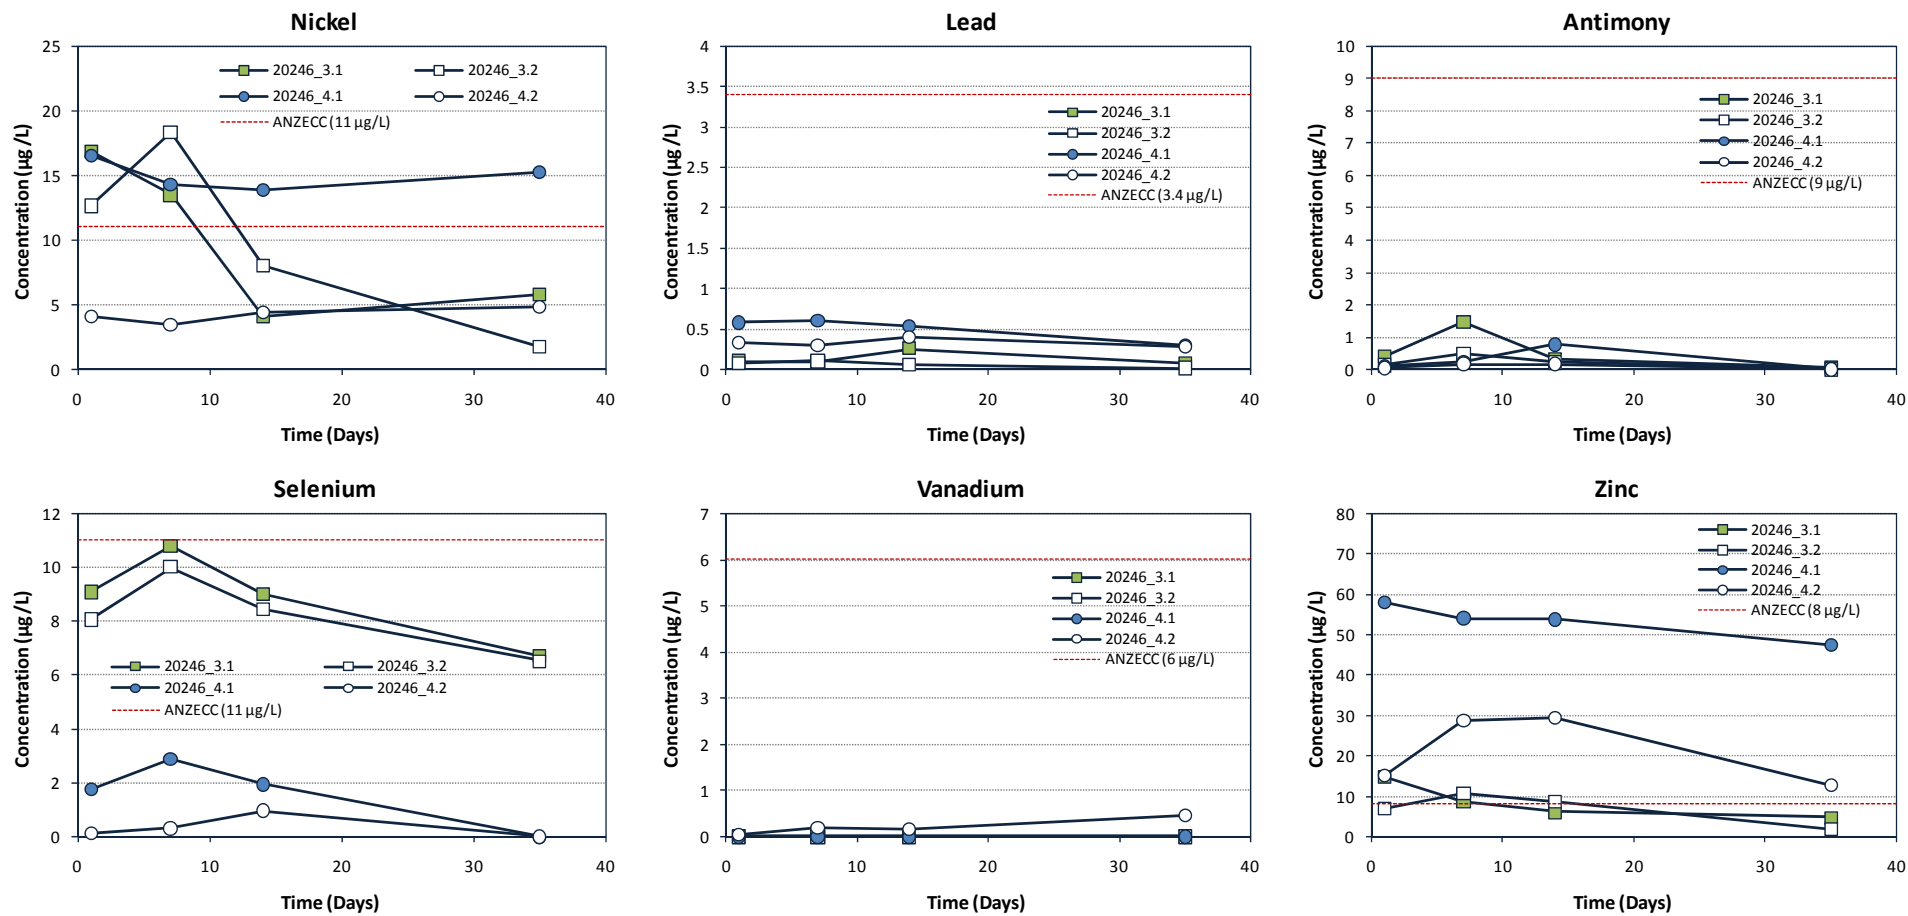 Nickel
25
20
15
10
5
0
0 10 20 30 40
Concentration (µg /L)
Time (Days)
20246_3.1 20246_3.2
20246_4.1 20246_4.2
ANZECC (11 µg/L)
Lead
4
3.5
3
2.5
2
1.5
1
0.5
0
0 10 20 30 40
Concentration (µg /L)
Time (Days)
20246_3.1
20246_3.2
20246_4.1
20246_4.2
ANZECC (3.4 µg/L)
Antimony
10
9
8
7
6
5
4
3
2
1
0
0 10 20 30 40
Concentration (µg /L)
Time (Days)
20246_3.1
20246_3.2
20246_4.1
20246_4.2
ANZECC (9 µg/L)
Selenium
12
10
8
6
4
2
0
0 10 20 30 40
Concentration (µg /L)
Time (Days)
20246_3.1 20246_3.2
20246_4.1 20246_4.2
ANZECC (11 µg/L)
Vanadium
7
6
5
4
3
2
1
0
0 10 20 30 40
Concentration (µg /L)
Time (Days)
20246_3.1
20246_3.2
20246_4.1
20246_4.2
ANZECC (6 µg/L)
Zinc
80
70
60
50
40
30
20
10
0
0 10 20 30 40
Concentration (µg /L)
Time (Days)
20246_3.1
20246_3.2
20246_4.1
20246_4.2
ANZECC (8 µg/L)